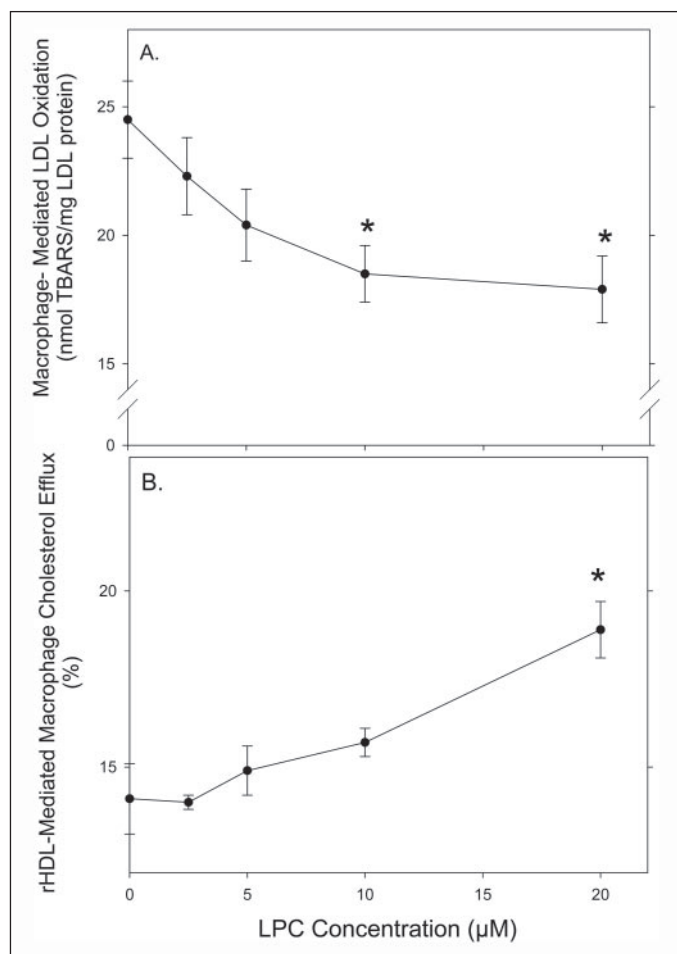 A.
Macrophage- Mediated LDL Oxidation
(nmol TBARS/mg LDL protein)
25
20
15
0
*
*
B.
rHDL-Mediated Macrophage Cholesterol Efflux
(%)
20
15
*
0
5
10
15
20
LPC Concentration (µM)